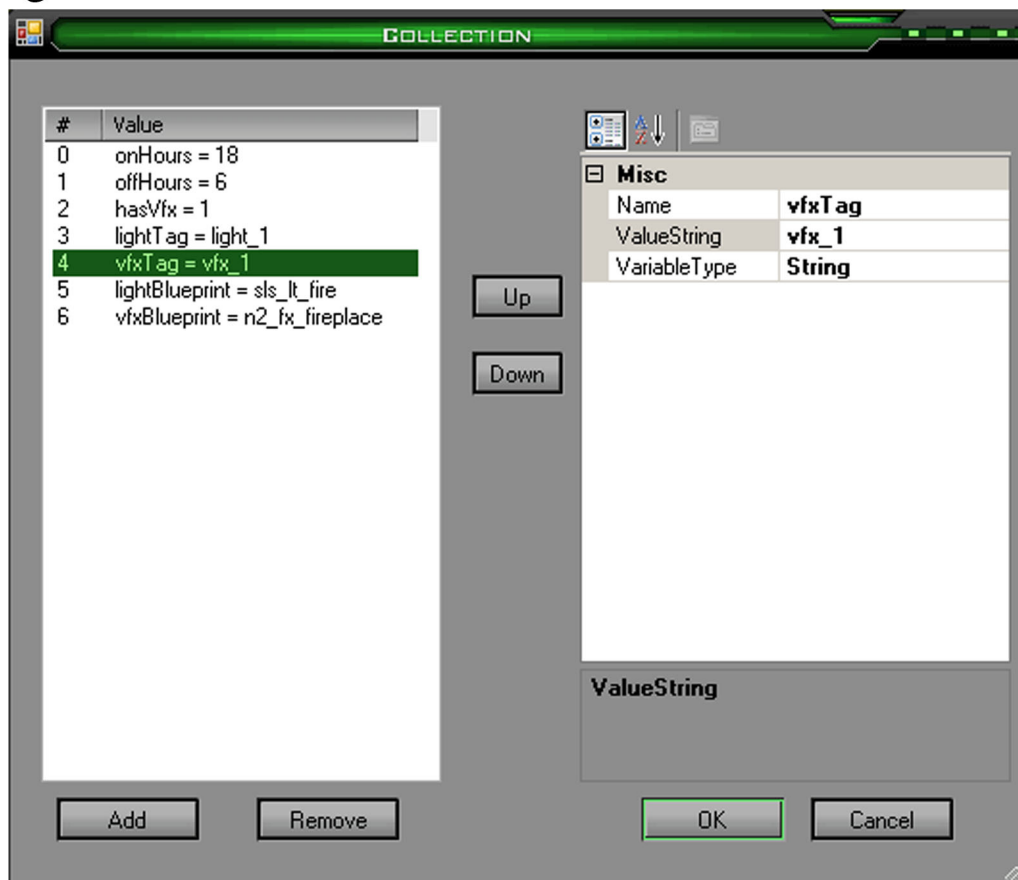 COLLECTION
# Value
0 onHours = 18
1 offHours = 6
2 hasVfx = 1
3 lightTag = light_1
4 vfxTag = vfx_1
5 lightBlueprint = sls_lt_fire
6 vfxBlueprint = n2_fx_fireplace
Up
Down
Add
Remove
Misc
Name vfxTag
ValueString vfx_1
VariableType String
ValueString
OK
Cancel